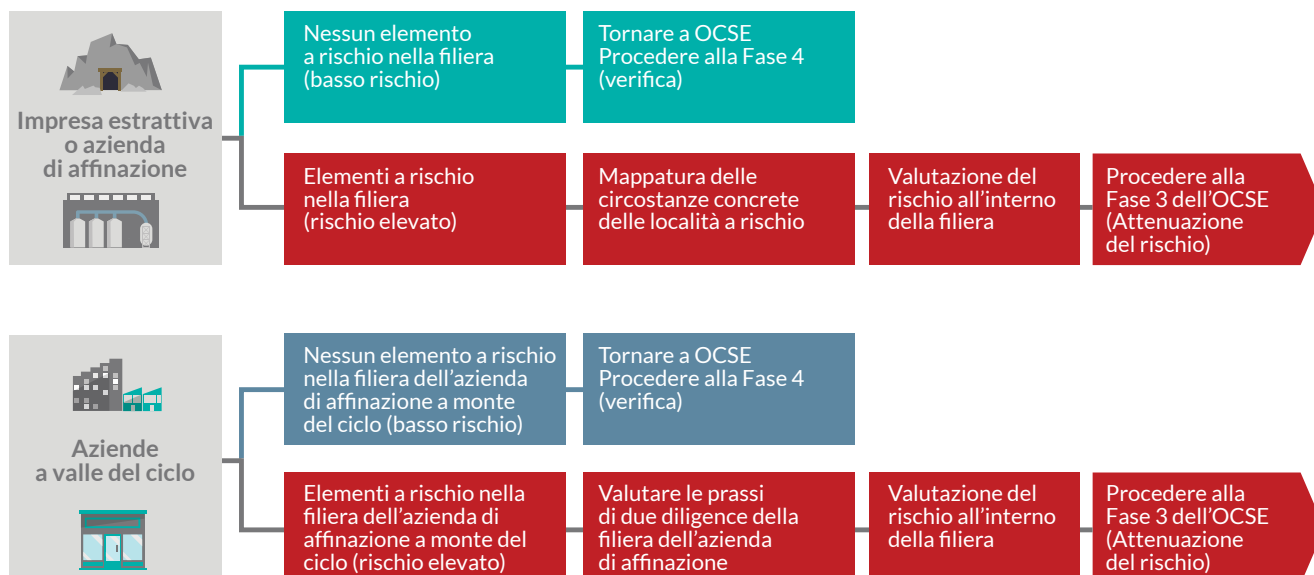 Impresa estrattiva
o azienda
di affinazione
Nessun elemento
a rischio nella filiera
(basso rischio)
Tornare a OCSE
Procedere alla Fase 4
(verifica)
Elementi a rischio
nella filiera
(rischio elevato)
Mappatura delle
circostanze concrete
delle località a rischio
Valutazione del
rischio all’interno
della filiera
Procedere alla
Fase 3 dell’OCSE
(Attenuazione
del rischio)
Aziende
a valle del ciclo
Nessun elemento a rischio
nella filiera dell’azienda
di affinazione a monte
del ciclo (basso rischio)
Tornare a OCSE
Procedere alla Fase 4
(verifica)
Elementi a rischio nella
filiera dell’azienda di
affinazione a monte del
ciclo (rischio elevato)
Valutare le prassi
di due diligence della
filiera dell’azienda
di affinazione
Valutazione del
rischio all’interno
della filiera
Procedere alla
Fase 3 dell’OCSE
(Attenuazione
del rischio)